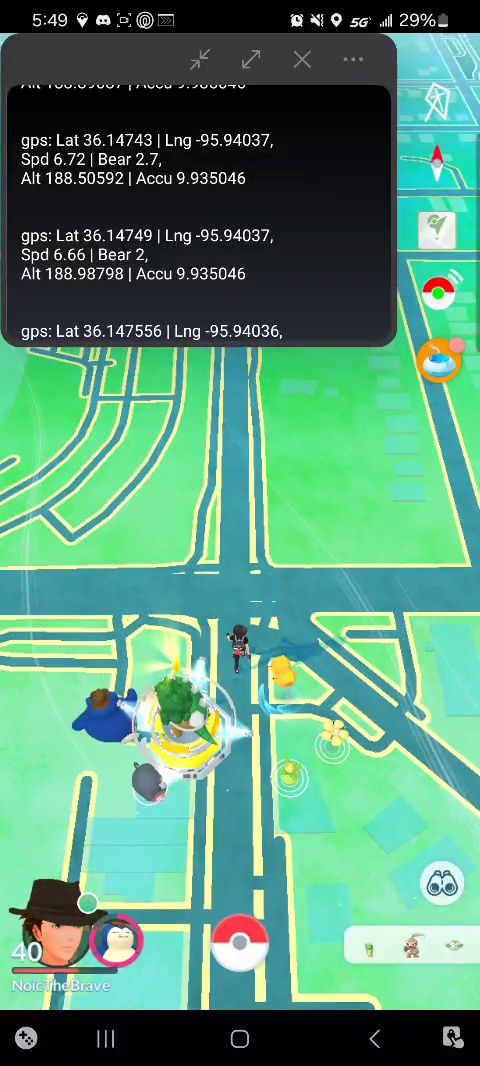 5:49
5G
29%
gps: Lat 36.14743 | Lng -95.94037,
Spd 6.72 | Bear 2.7,
Alt 188.50592 | Accu 9.935046
gps: Lat 36.14749 | Lng -95.94037,
Spd 6.66 | Bear 2,
Alt 188.98798 | Accu 9.935046
gps: Lat 36.147556 | Lng -95.94036,
40
NoicTheBrave